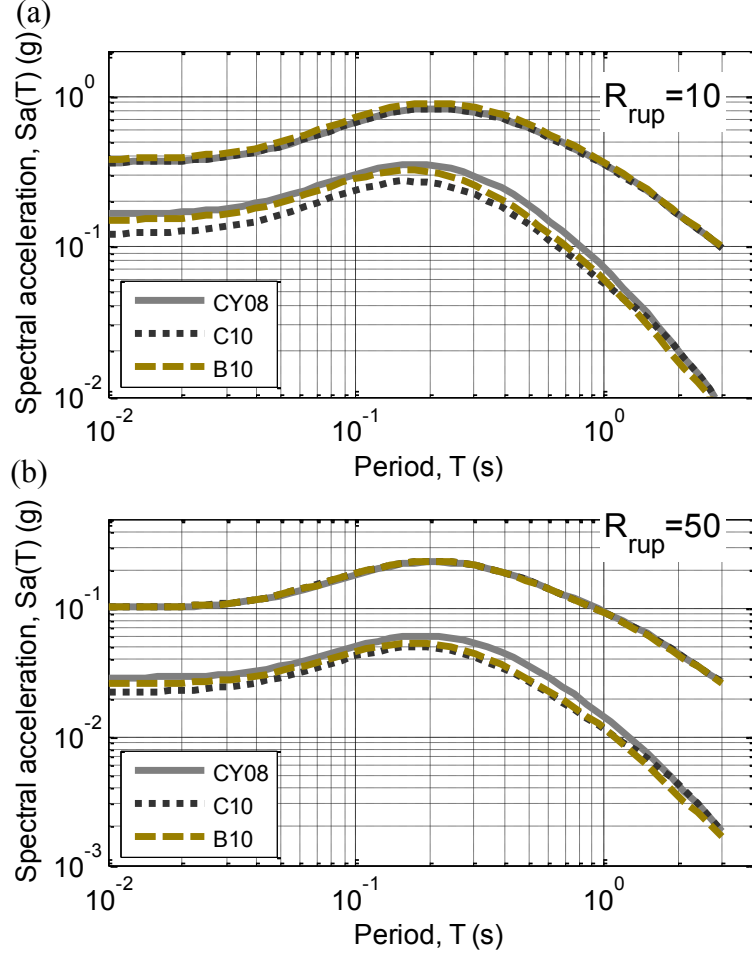 (a)
Spectral acceleration, Sa(T) (g)
10^0
10^-1
10^-2
R_rup=10
CY08
C10
B10
10^-2 10^-1 10^0
Period, T (s)
(b)
Spectral acceleration, Sa(T) (g)
10^-1
10^-2
10^-3
R_rup=50
CY08
C10
B10
10^-2 10^-1 10^0
Period, T (s)